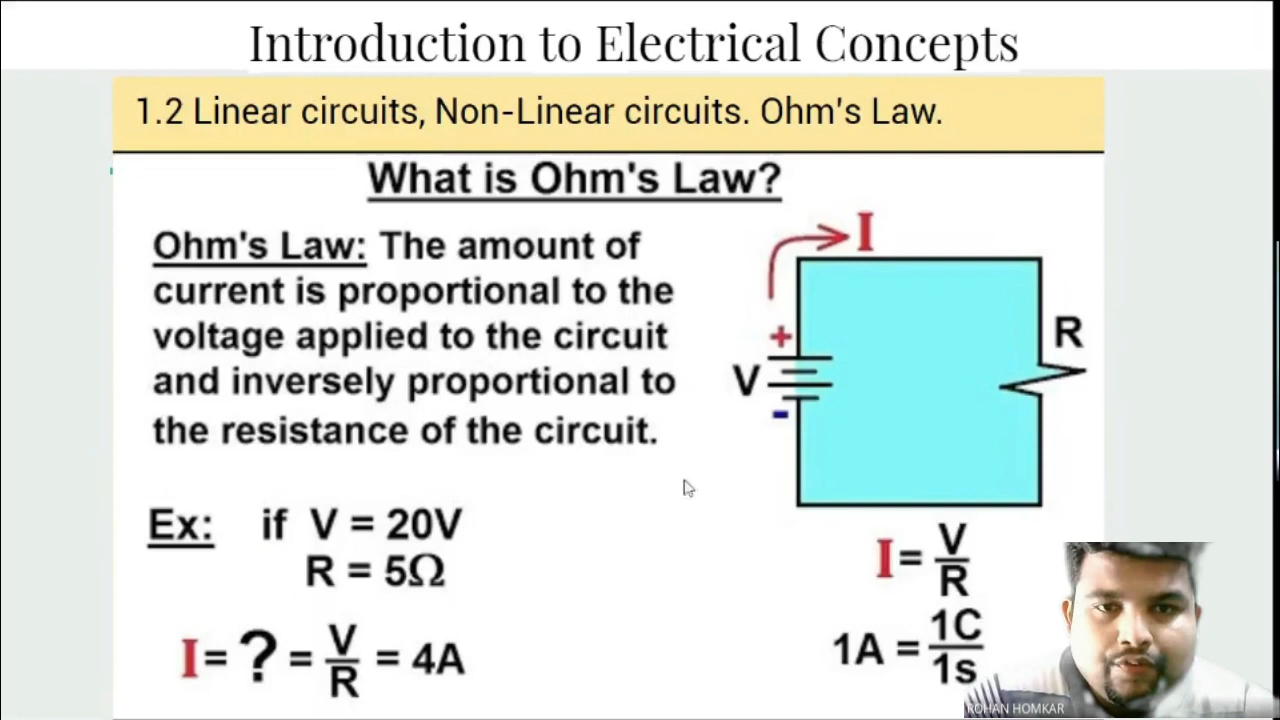 Introduction to Electrical Concepts
1.2 Linear circuits, Non-Linear circuits. Ohm's Law.
What is Ohm's Law?
Ohm's Law: The amount of
current is proportional to the
voltage applied to the circuit
and inversely proportional to
the resistance of the circuit.
Ex: if V = 20V
R = 5Ω
I = ? = V/R = 4A
I
+
V
-
R
I = V/R
1A = 1C/1s
ROHAN HOMKAR